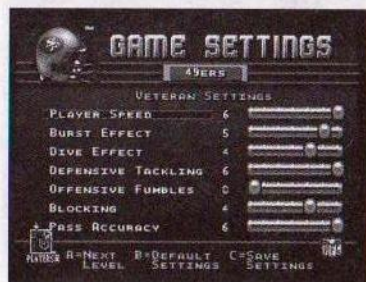 GAME SETTINGS
49ERS
VETERAN SETTINGS
PLAYER SPEED 6
BURST EFFECT 5
DIVE EFFECT 4
DEFENSIVE TACKLING 6
OFFENSIVE FUMBLES 0
BLOCKING 4
PASS ACCURACY 6
PLAYERS
A=NEXT LEVEL B=DEFAULT SETTINGS C=SAVE SETTINGS